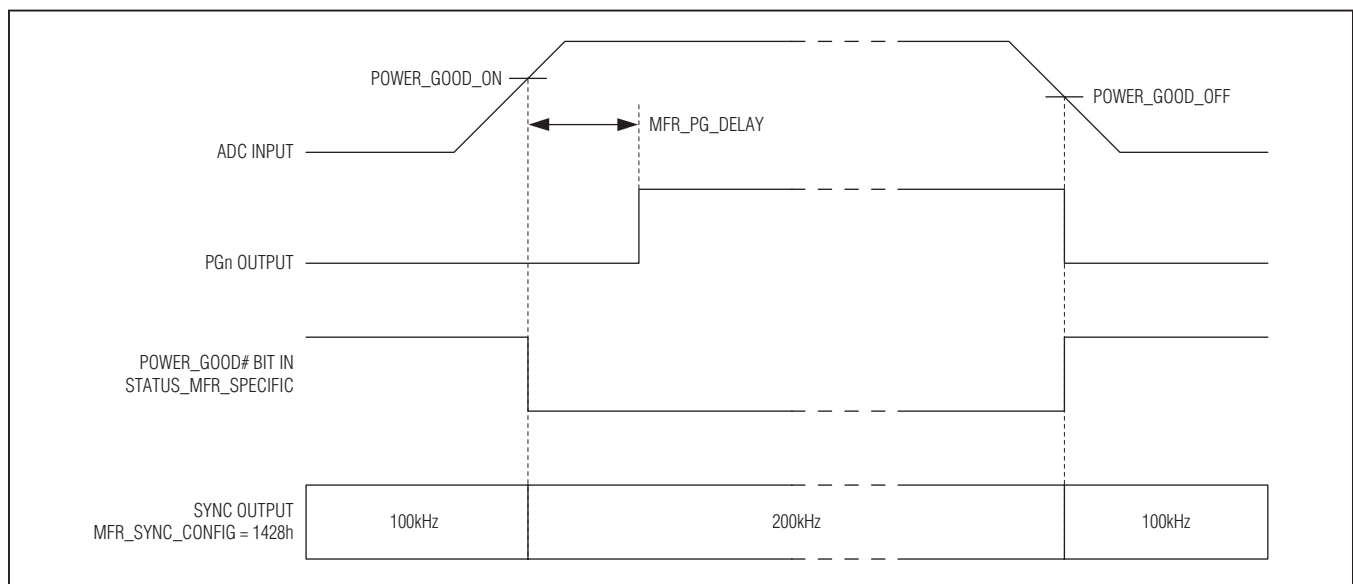 POWER_GOOD_ON
POWER_GOOD_OFF
MFR_PG_DELAY
ADC INPUT
PGn OUTPUT
POWER_GOOD# BIT IN
STATUS_MFR_SPECIFIC
SYNC OUTPUT
MFR_SYNC_CONFIG = 1428h
100kHz
200kHz
100kHz